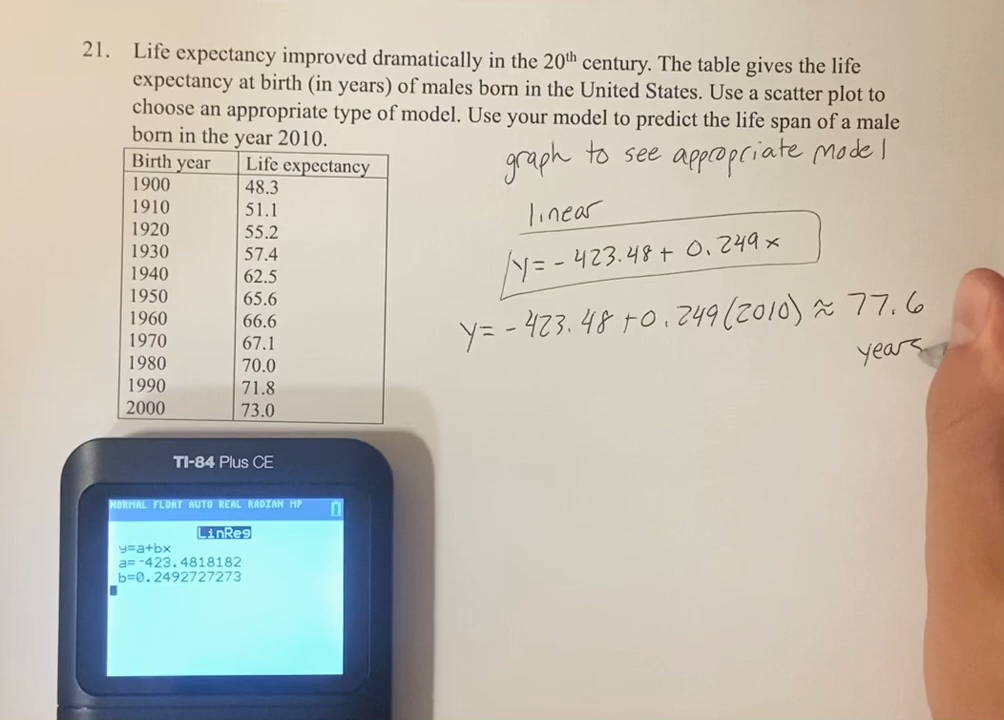 21. Life expectancy improved dramatically in the 20th century. The table gives the life
expectancy at birth (in years) of males born in the United States. Use a scatter plot to
choose an appropriate type of model. Use your model to predict the life span of a male
born in the year 2010.
graph to see appropriate model
Birth year Life expectancy
1900 48.3
1910 51.1
1920 55.2
1930 57.4
1940 62.5
1950 65.6
1960 66.6
1970 67.1
1980 70.0
1990 71.8
2000 73.0
linear
y = -423.48 + 0.249x
y = -423.48 + 0.249(2010) ≈ 77.6
years
TI-84 Plus CE
NORMAL FLOAT AUTO REAL RADIAN MP
LinReg
y=a+bx
a=-423.4818182
b=0.2492727273